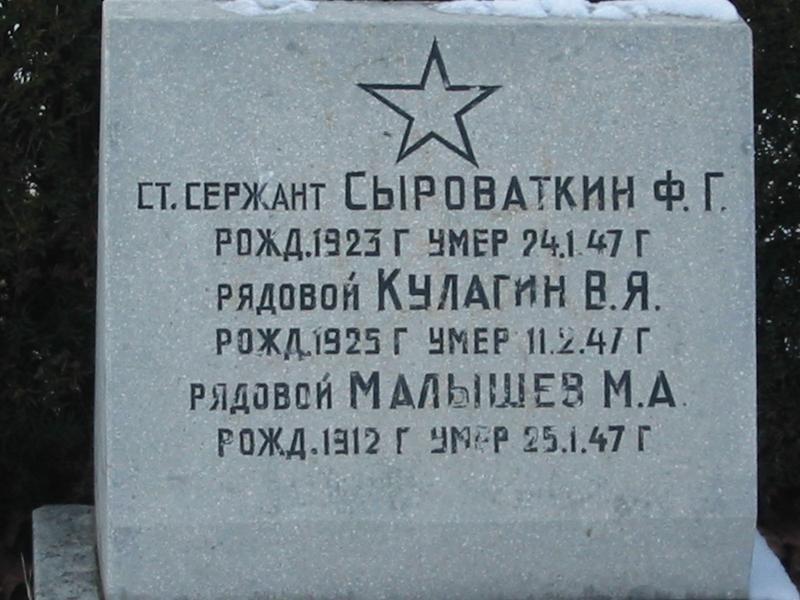 СТ. СЕРЖАНТ СЫРОВАТКИН Ф. Г.
РОЖД.1923 Г УМЕР 24.1.47 Г
РЯДОВОЙ КУЛАГИН В.Я.
РОЖД.1925 Г УМЕР 11.2.47 Г
РЯДОВОЙ МАЛЫШЕВ М.А.
РОЖД.1912 Г УМЕР 25.1.47 Г